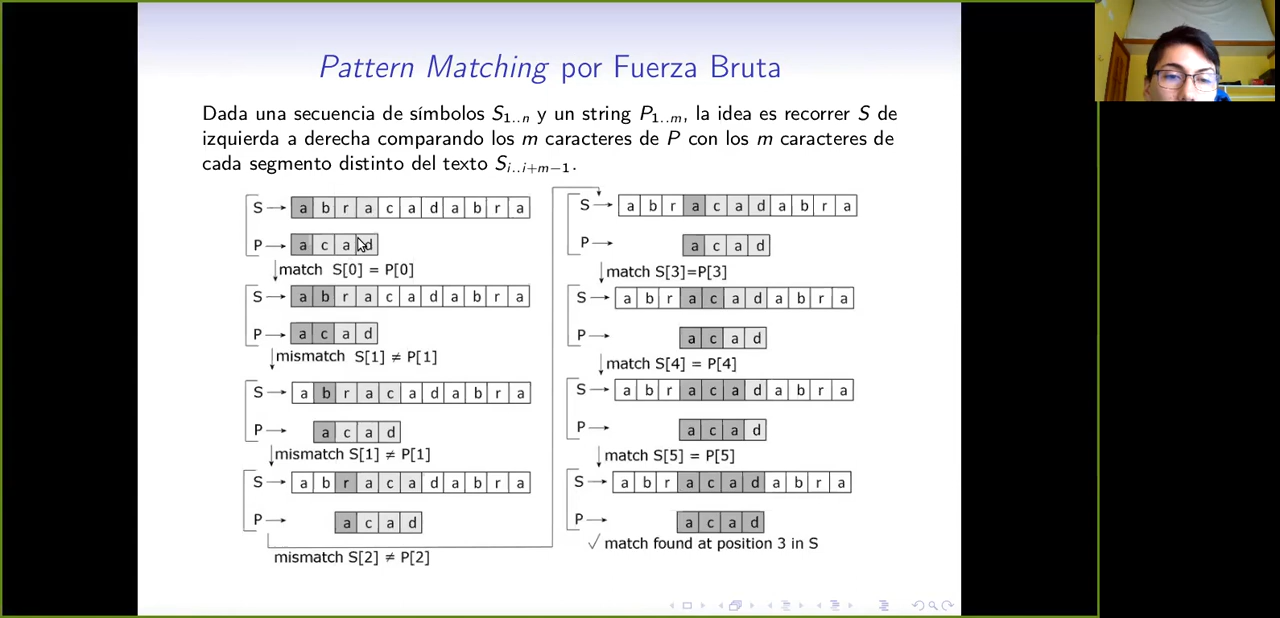 Pattern Matching por Fuerza Bruta
Dada una secuencia de símbolos S1..n y un string P1..m, la idea es recorrer S de
izquierda a derecha comparando los m caracteres de P con los m caracteres de
cada segmento distinto del texto Si..i+m−1.
S → a b r a c a d a b r a
P → a c a d
match S[0] = P[0]
S → a b r a c a d a b r a
P → a c a d
mismatch S[1] ≠ P[1]
S → a b r a c a d a b r a
P → a c a d
mismatch S[1] ≠ P[1]
S → a b r a c a d a b r a
P → a c a d
mismatch S[2] ≠ P[2]
S → a b r a c a d a b r a
P → a c a d
match S[3]=P[3]
S → a b r a c a d a b r a
P → a c a d
match S[4] = P[4]
S → a b r a c a d a b r a
P → a c a d
match S[5] = P[5]
S → a b r a c a d a b r a
P → a c a d
✓ match found at position 3 in S